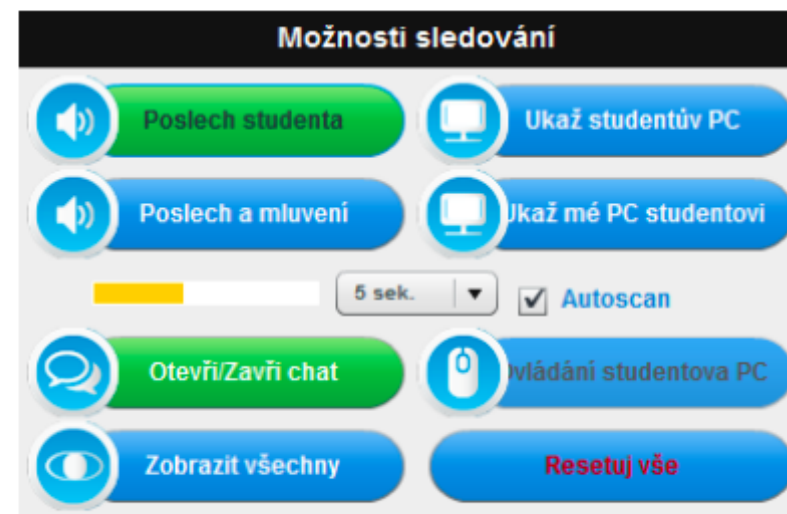 Možnosti sledování
Poslech studenta
Ukaž studentův PC
Poslech a mluvení
Ukaž mé PC studentovi
5 sek.
Autoscan
Otevři/Zavři chat
Ovládání studentova PC
Zobrazit všechny
Resetuj vše